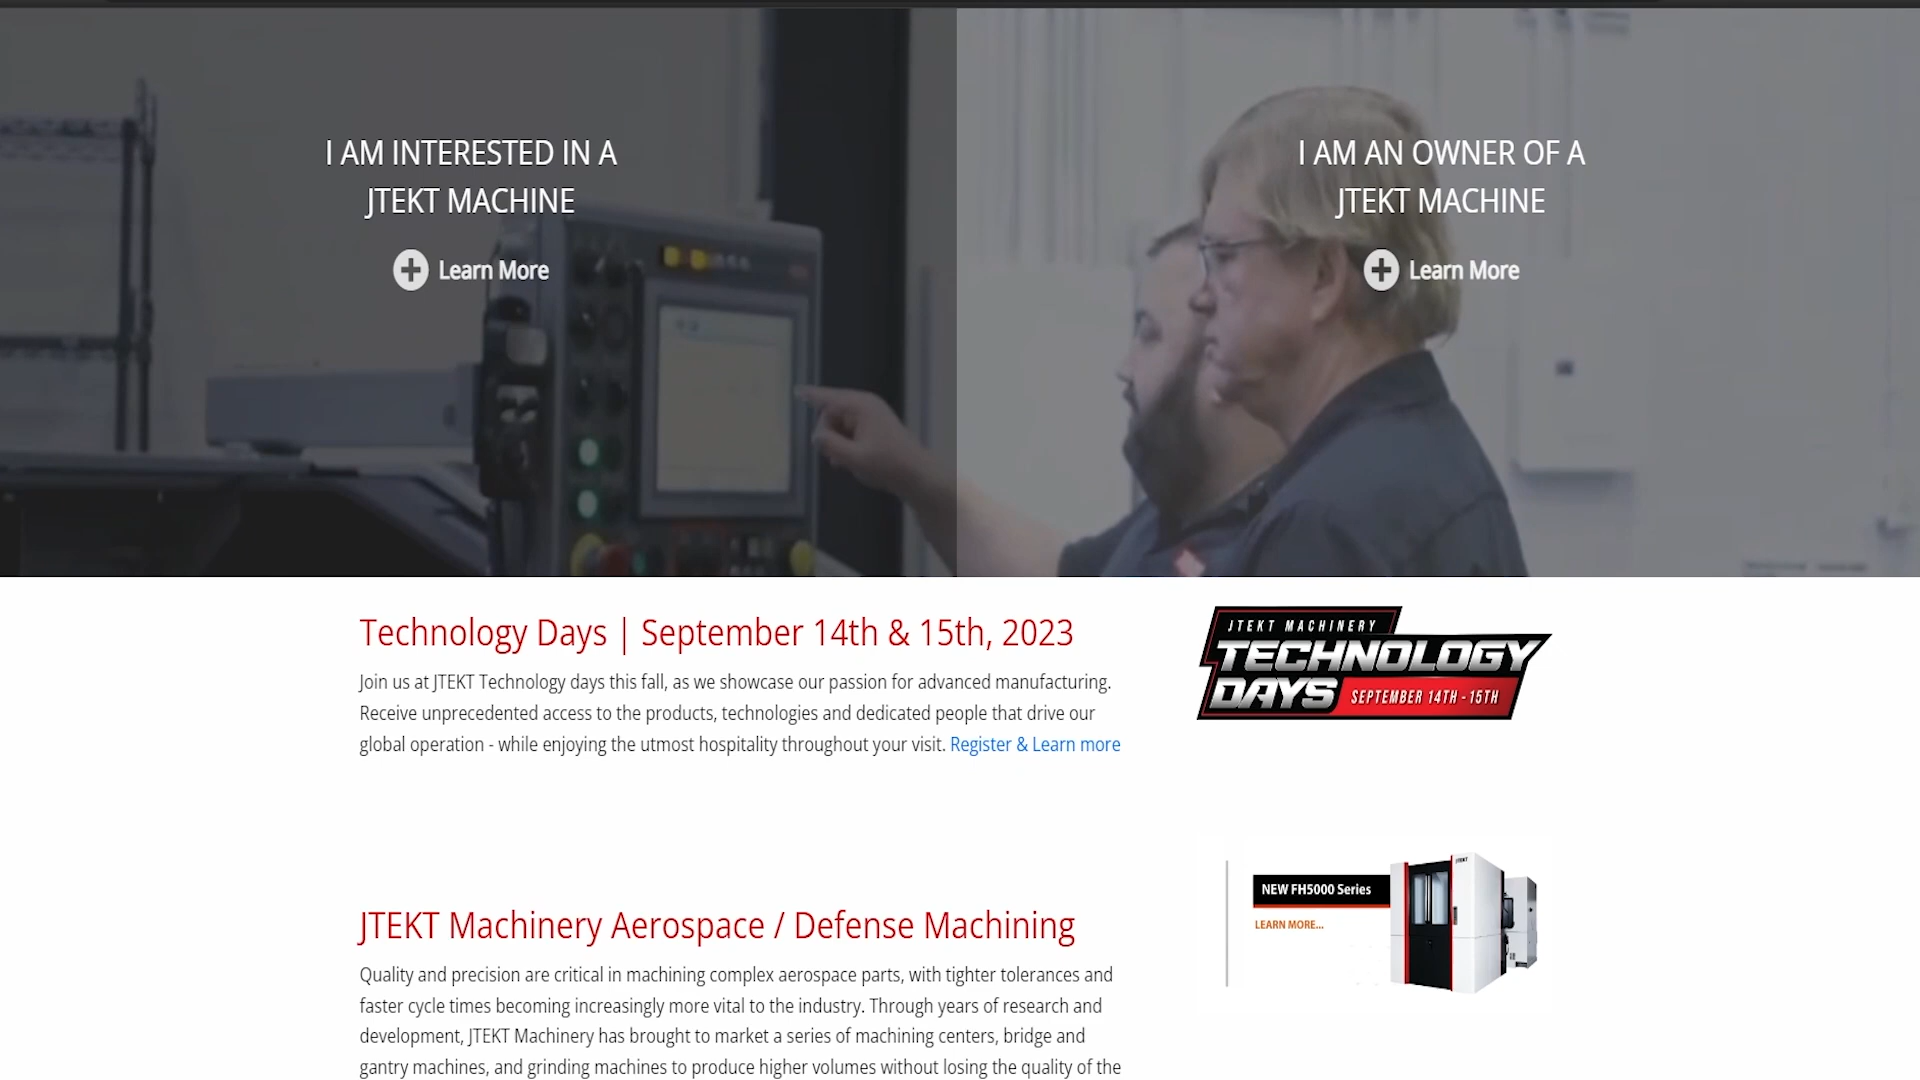 I AM INTERESTED IN A
JTEKT MACHINE
Learn More
I AM AN OWNER OF A
JTEKT MACHINE
Learn More
Technology Days | September 14th & 15th, 2023
Join us at JTEKT Technology days this fall, as we showcase our passion for advanced manufacturing.
Receive unprecedented access to the products, technologies and dedicated people that drive our
global operation - while enjoying the utmost hospitality throughout your visit. Register & Learn more
JTEKT MACHINERY
TECHNOLOGY
DAYS SEPTEMBER 14TH - 15TH
NEW FH5000 Series
LEARN MORE...
JTEKT
JTEKT Machinery Aerospace / Defense Machining
Quality and precision are critical in machining complex aerospace parts, with tighter tolerances and
faster cycle times becoming increasingly more vital to the industry. Through years of research and
development, JTEKT Machinery has brought to market a series of machining centers, bridge and
gantry machines, and grinding machines to produce higher volumes without losing the quality of the